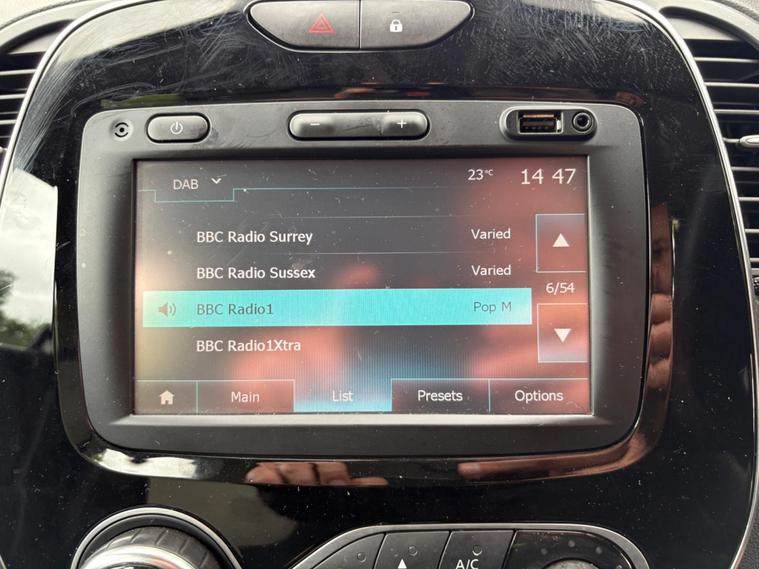 − +
DAB 23°C 14 47
BBC Radio Surrey Varied
BBC Radio Sussex Varied
6/54
BBC Radio1 Pop M
BBC Radio1Xtra
Main List Presets Options
A/C